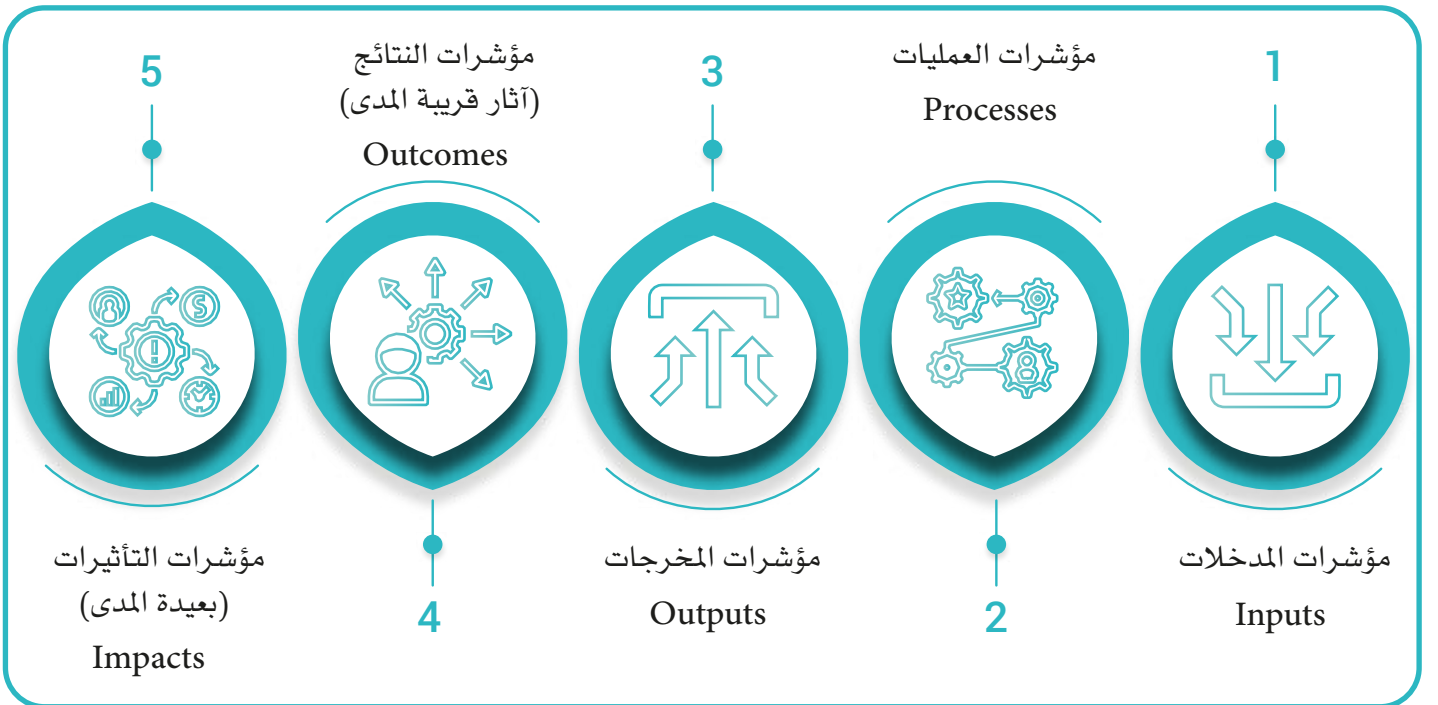 1
مؤشرات المدخلات
Inputs
مؤشرات العمليات
Processes
2
3
مؤشرات المخرجات
Outputs
مؤشرات النتائج
(آثار قريبة المدى)
Outcomes
4
5
مؤشرات التأثيرات
(بعيدة المدى)
Impacts